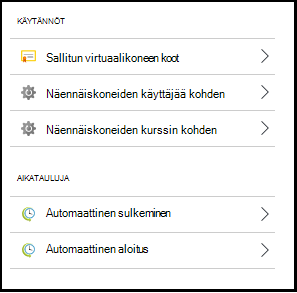 KÄYTÄNNÖT
Sallitun virtuaalikoneen koot
Näennäiskoneiden käyttäjää kohden
Näennäiskoneiden kurssin kohden
AIKATAULUJA
Automaattinen sulkeminen
Automaattinen aloitus